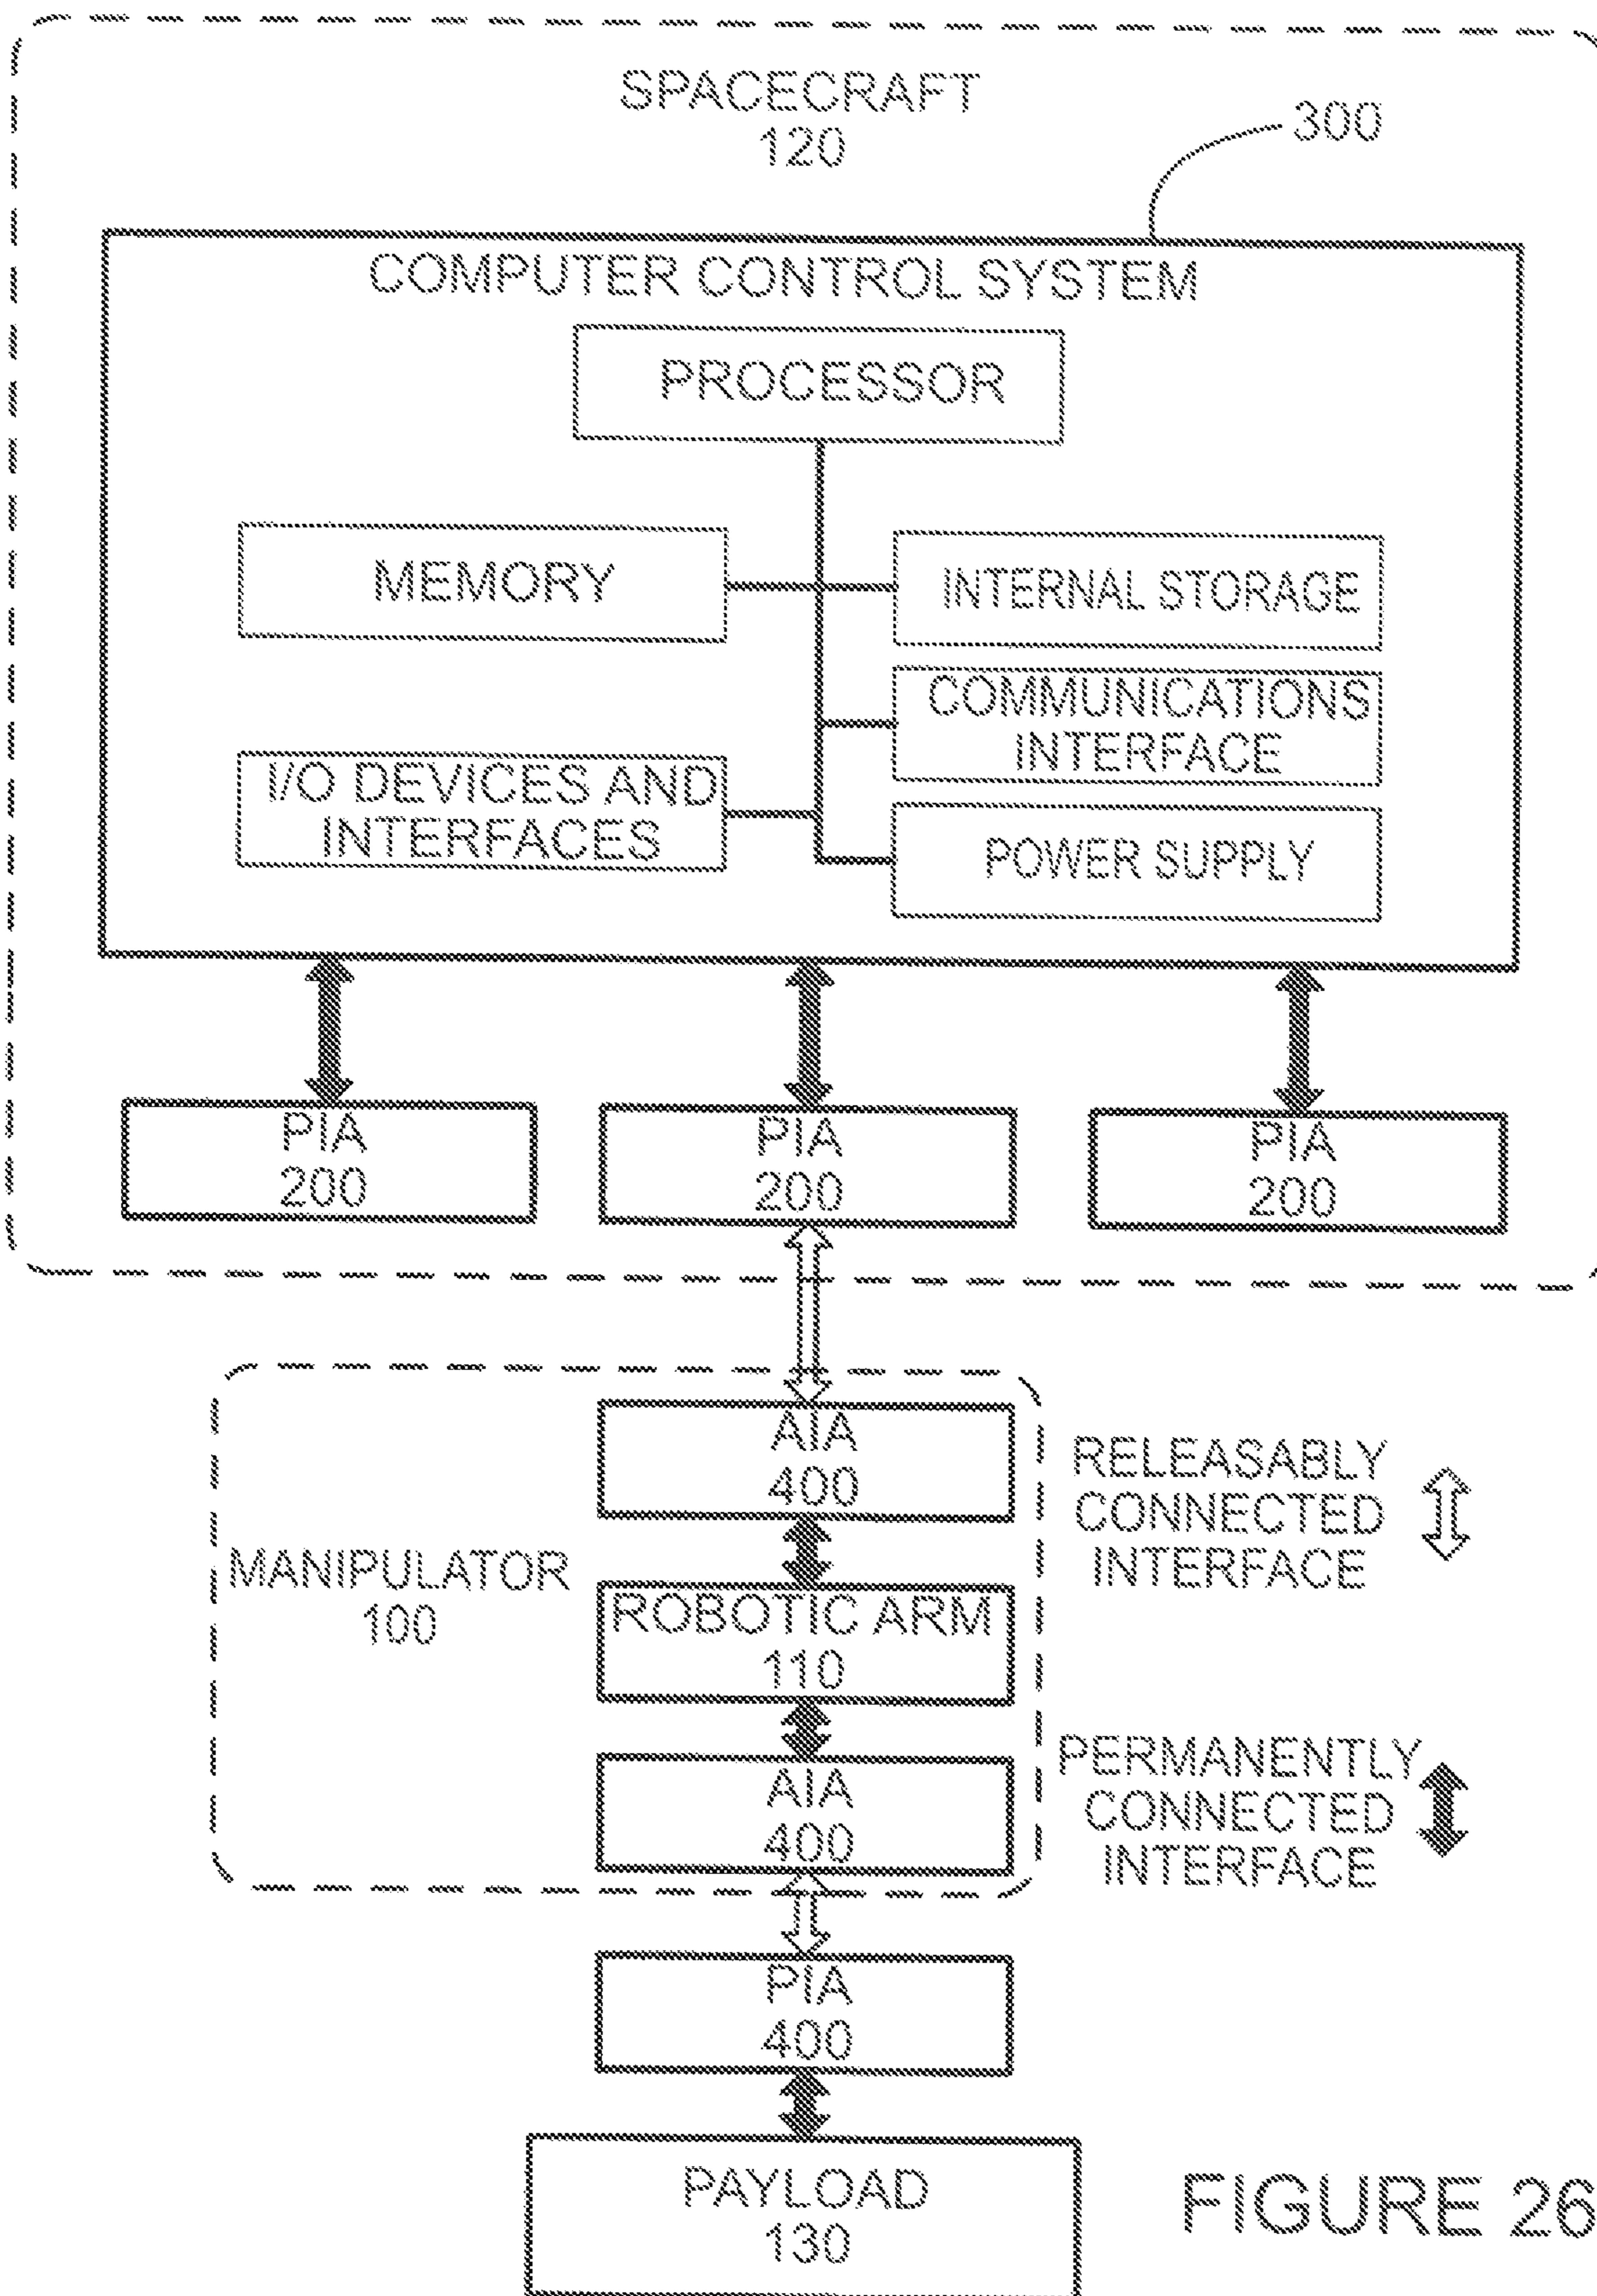 SPACECRAFT
120
300
COMPUTER CONTROL SYSTEM
PROCESSOR
MEMORY
INTERNAL STORAGE
COMMUNICATIONS
INTERFACE
I/O DEVICES AND
INTERFACES
POWER SUPPLY
PIA
200
PIA
200
PIA
200
AIA
400
RELEASABLY
CONNECTED
INTERFACE
MANIPULATOR
100
ROBOTIC ARM
110
AIA
400
PERMANENTLY
CONNECTED
INTERFACE
PIA
400
PAYLOAD
130
FIGURE 26